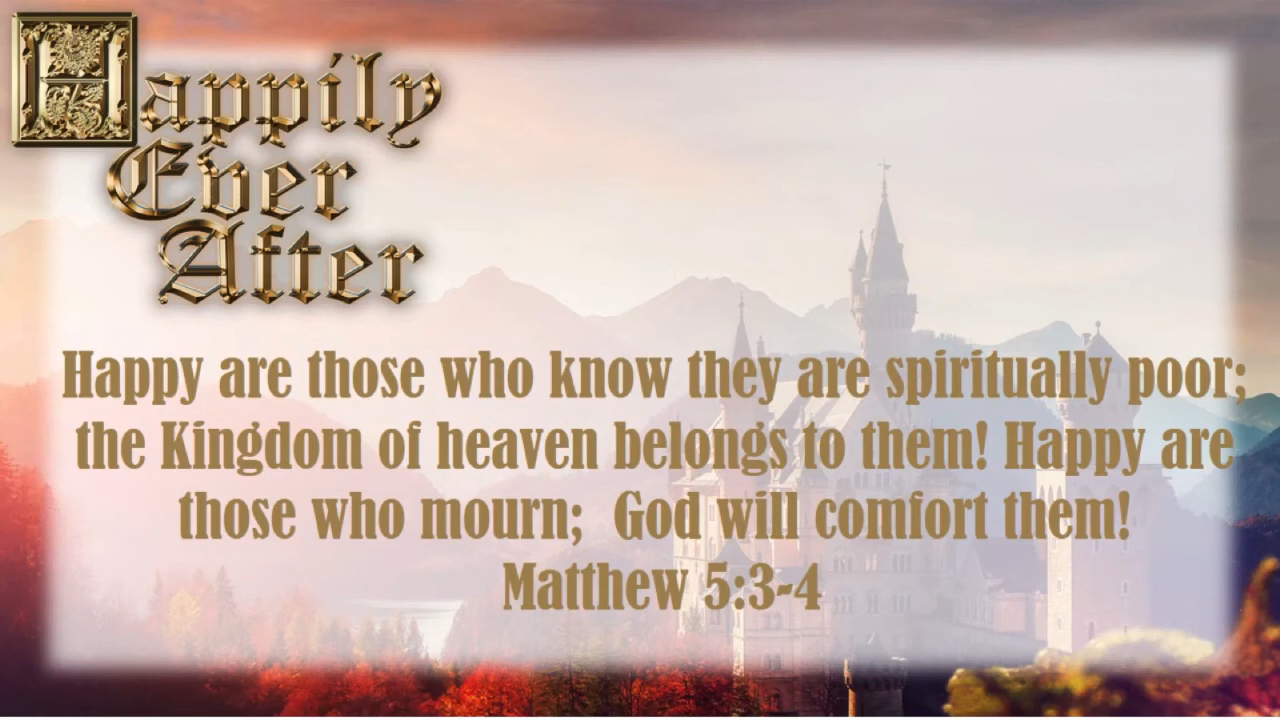 Happily
Ever
After
Happy are those who know they are spiritually poor;
the Kingdom of heaven belongs to them! Happy are
those who mourn;  God will comfort them!
Matthew 5:3-4